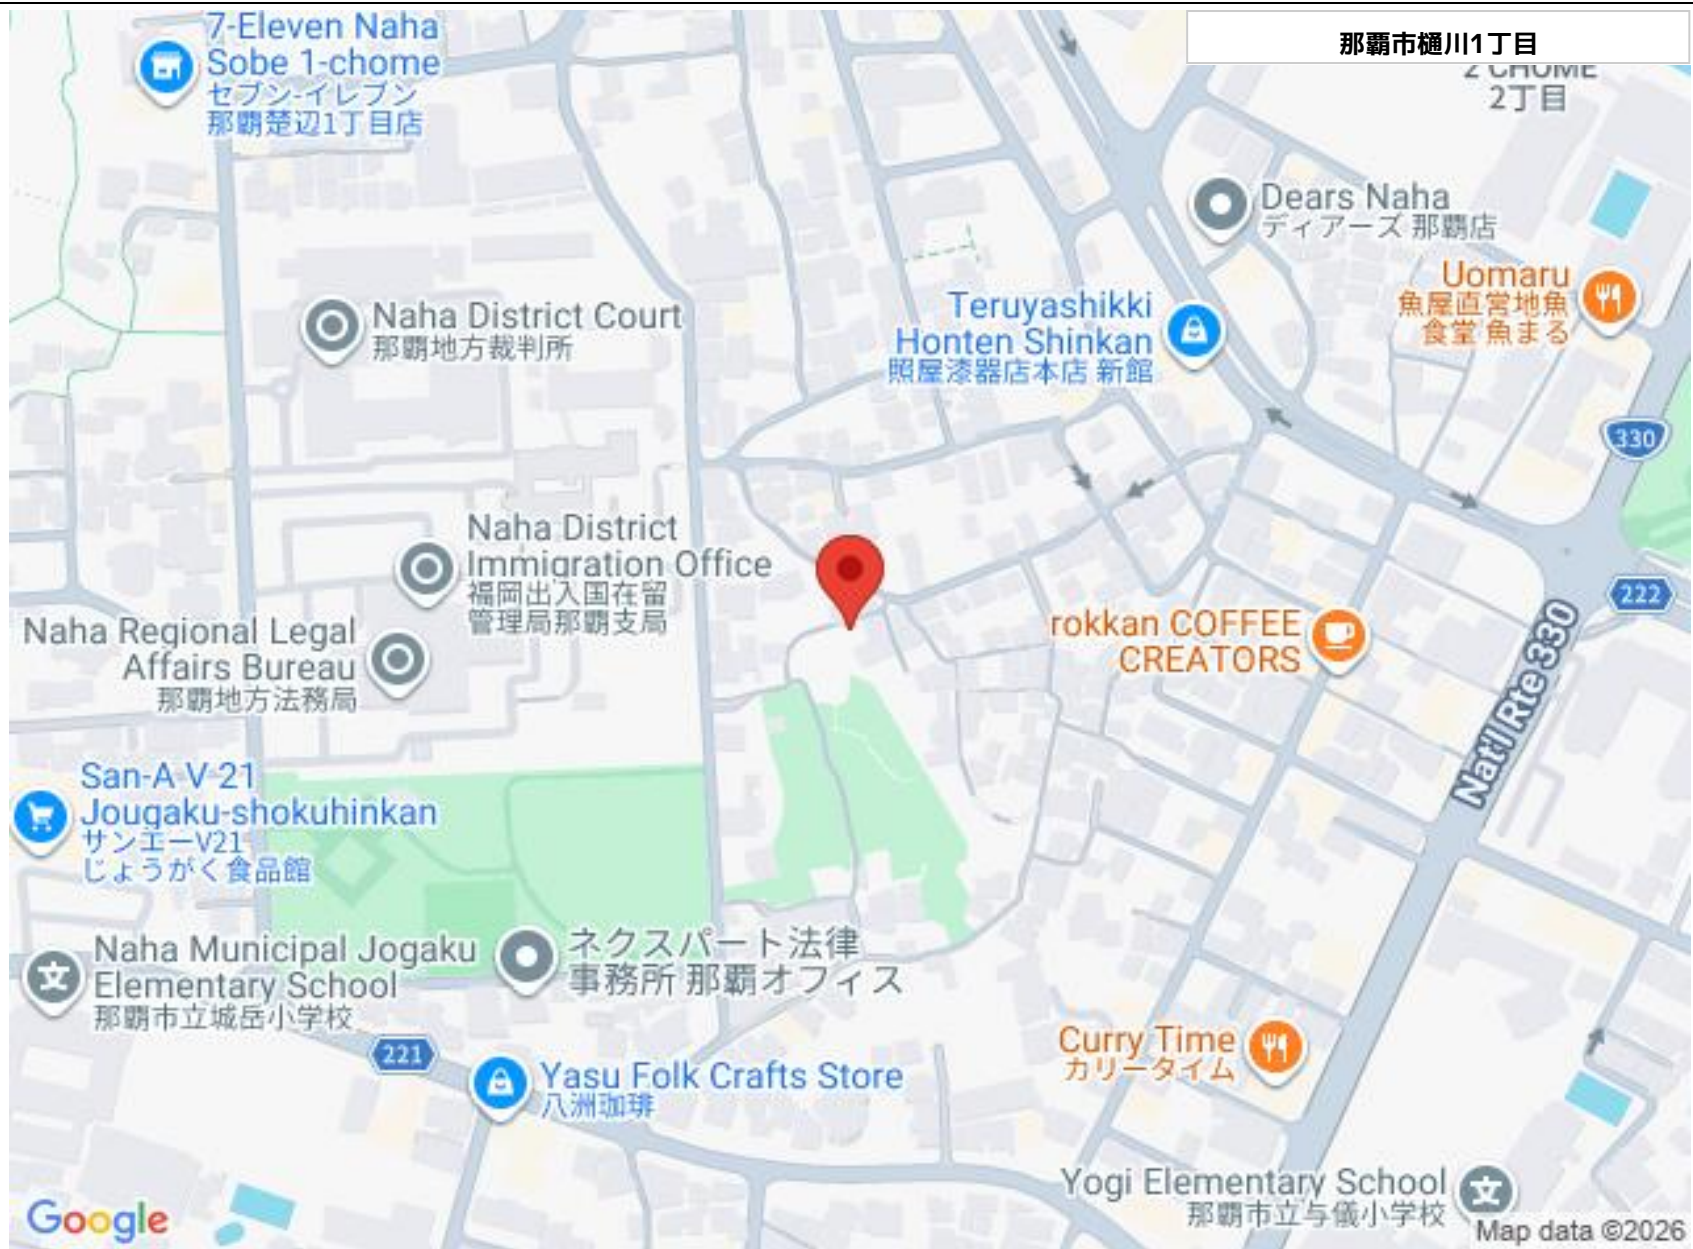 7-Eleven Naha
Sobe 1-chome
セブン-イレブン
那覇楚辺1丁目店
那覇市樋川1丁目
2 CHOME
2丁目
Dears Naha
ディアーズ 那覇店
Uomaru
魚屋直営地魚
食堂 魚まる
Naha District Court
那覇地方裁判所
Teruyashikki
Honten Shinkan
照屋漆器店本店 新館
330
Naha District
Immigration Office
福岡出入国在留
管理局那覇支局
222
rokkan COFFEE
CREATORS
Naha Regional Legal
Affairs Bureau
那覇地方法務局
Nat'l Rte 330
San-A V-21
Jougaku-shokuhinkan
サンエーV21
じょうがく食品館
Naha Municipal Jogaku
Elementary School
那覇市立城岳小学校
ネクスパート法律
事務所 那覇オフィス
221
Curry Time
カリータイム
Yasu Folk Crafts Store
八洲珈琲
Yogi Elementary School
那覇市立与儀小学校
文
文
Google
Map data ©2026